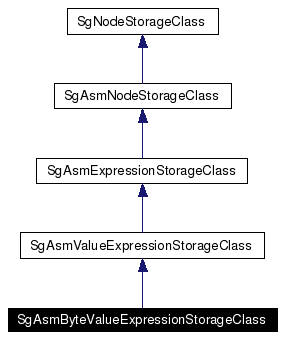 SgNodeStorageClass
SgAsmNodeStorageClass
SgAsmExpressionStorageClass
SgAsmValueExpressionStorageClass
SgAsmByteValueExpressionStorageClass